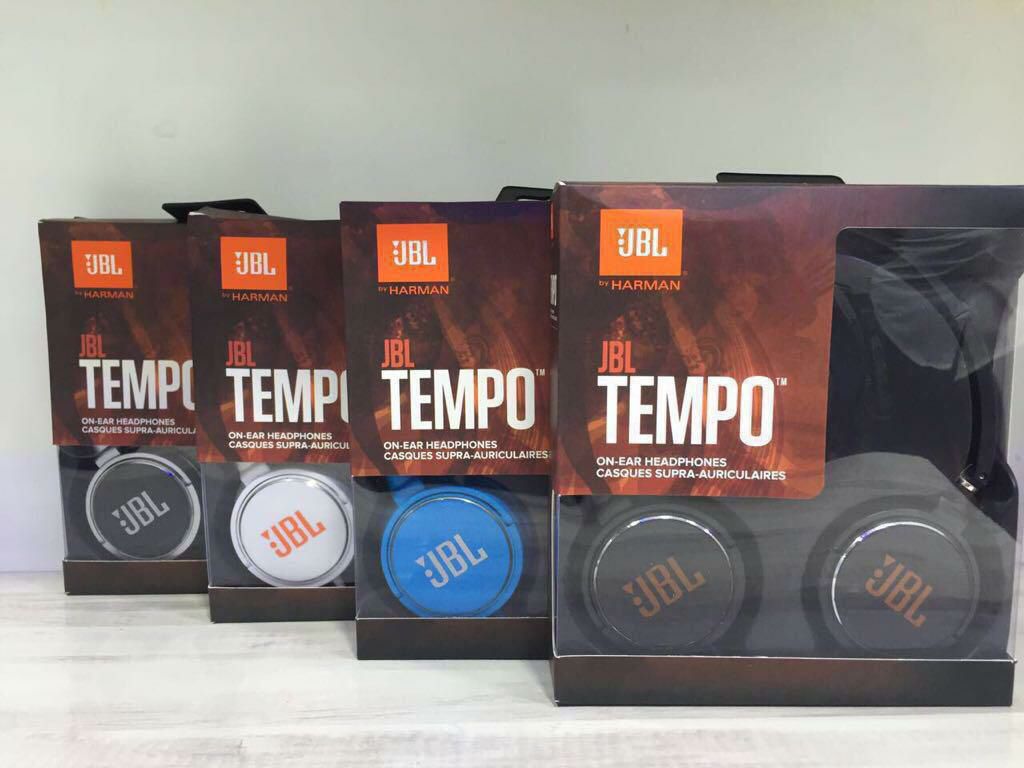 JBL
by HARMAN
JBL
TEMPO
ON-EAR HEADPHONES
CASQUES SUPRA-AURICULA
JBL
JBL
by HARMAN
JBL
TEMPO
ON-EAR HEADPHONES
CASQUES SUPRA-AURICUL
JBL
JBL
by HARMAN
JBL
TEMPO™
ON-EAR HEADPHONES
CASQUES SUPRA-AURICULAIRES
JBL
JBL
by HARMAN
JBL
TEMPO™
ON-EAR HEADPHONES
CASQUES SUPRA-AURICULAIRES
JBL
JBL